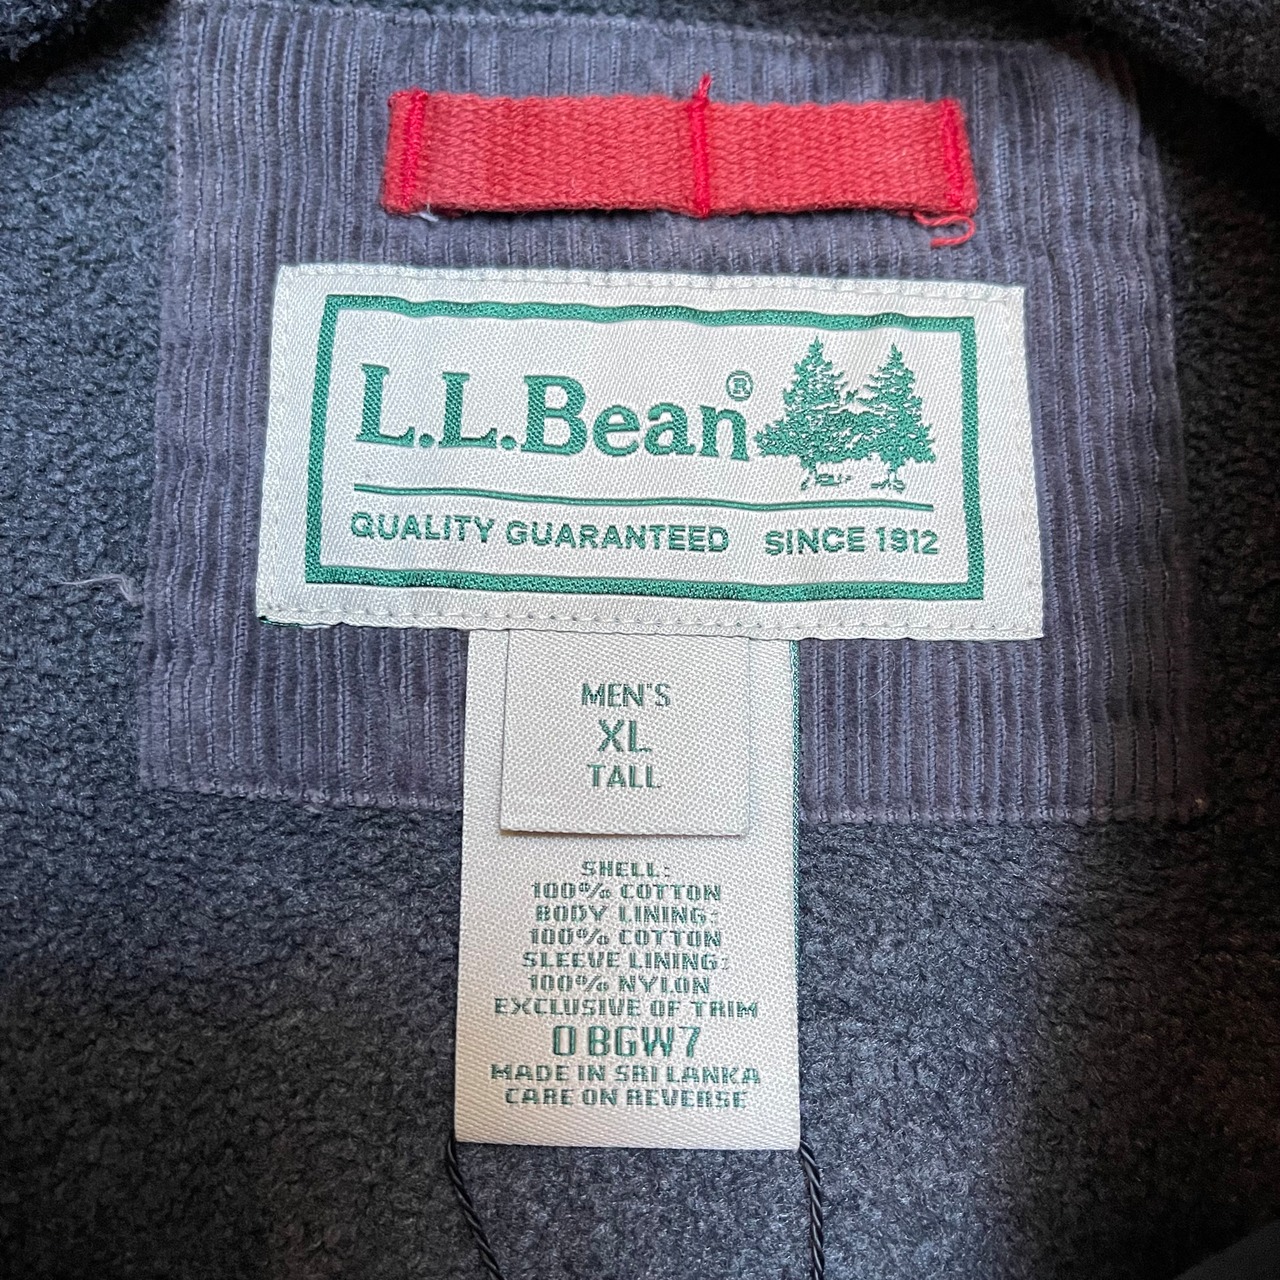 L.L.Bean®
QUALITY GUARANTEED SINCE 1912
MEN'S
XL
TALL
SHELL:
100% COTTON
BODY LINING:
100% COTTON
SLEEVE LINING:
100% NYLON
EXCLUSIVE OF TRIM
0 BGW7
MADE IN SRI LANKA
CARE ON REVERSE